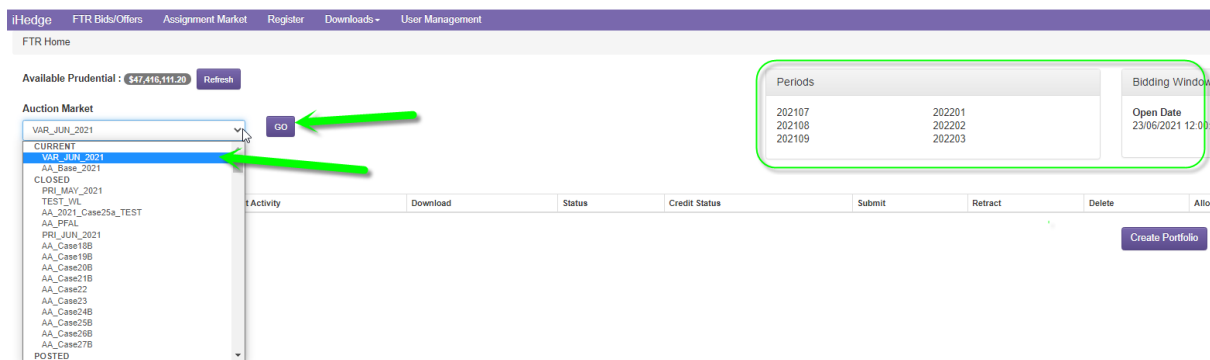 iHedge FTR Bids/Offers Assignment Market Register Downloads User Management
FTR Home
Available Prudential : $47,416,111.20 Refresh
Auction Market
VAR_JUN_2021 GO
CURRENT
VAR_JUN_2021
AA_Base_2021
CLOSED
PRI_MAY_2021
TEST_WL
AA_2021_Case25a_TEST
AA_PFAL
PRI_JUN_2021
AA_Case18B
AA_Case19B
AA_Case20B
AA_Case21B
AA_Case22
AA_Case23
AA_Case24B
AA_Case25B
AA_Case26B
AA_Case27B
POSTED
Periods
202107 202201
202108 202202
202109 202203
Bidding Window
Open Date
23/06/2021 12:00
t Activity Download Status Credit Status Submit Retract Delete Allo
Create Portfolio